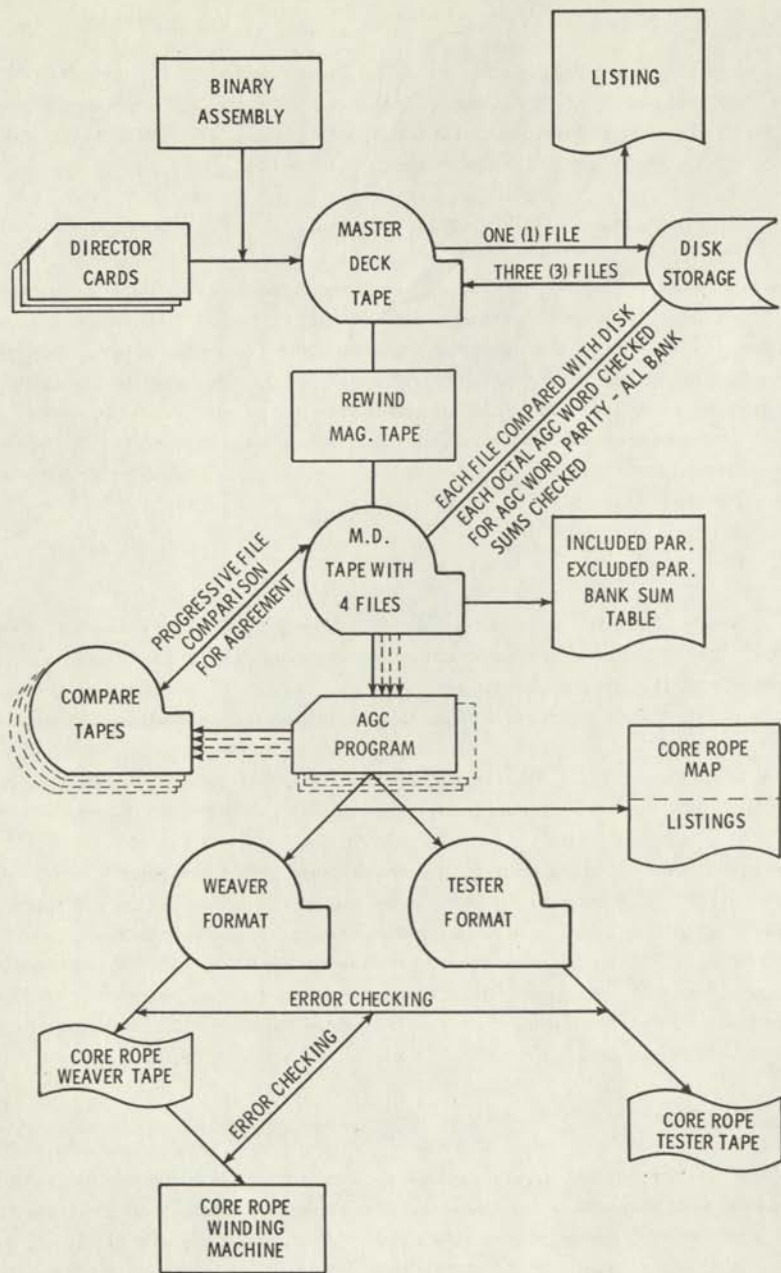 BINARY
ASSEMBLY
LISTING
DIRECTOR
CARDS
MASTER
DECK
TAPE
ONE (1) FILE
THREE (3) FILES
DISK
STORAGE
REWIND
MAG. TAPE
EACH FILE COMPARED WITH DISK
EACH OCTAL AGC WORD CHECKED
FOR AGC WORD PARITY - ALL BANK
SUMS CHECKED
M.D.
TAPE WITH
4 FILES
INCLUDED PAR.
EXCLUDED PAR.
BANK SUM
TABLE
PROGRESSIVE FILE
COMPARISON
FOR AGREEMENT
COMPARE
TAPES
AGC
PROGRAM
CORE ROPE
MAP
LISTINGS
WEAVER
FORMAT
TESTER
FORMAT
ERROR CHECKING
CORE ROPE
WEAVER TAPE
ERROR CHECKING
CORE ROPE
TESTER TAPE
CORE ROPE
WINDING
MACHINE